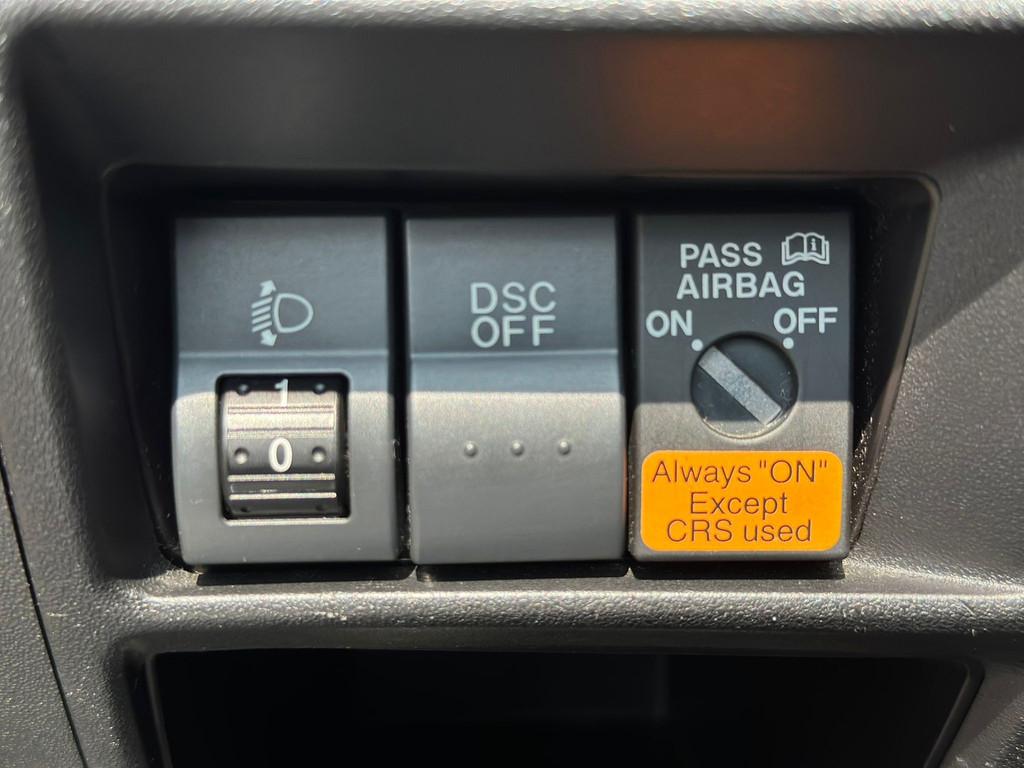 1
0
DSC
OFF
PASS
AIRBAG
ON OFF
Always "ON"
Except
CRS used